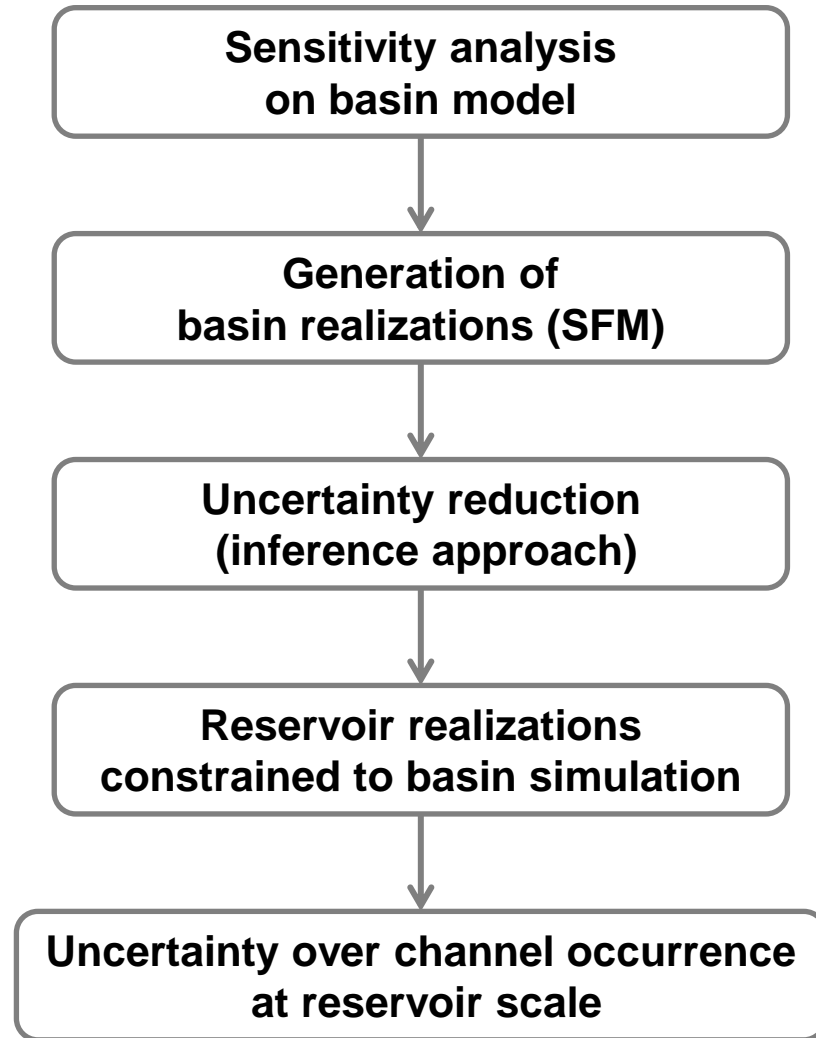 Sensitivity analysis
on basin model
Generation of
basin realizations (SFM)
Uncertainty reduction
(inference approach)
Reservoir realizations
constrained to basin simulation
Uncertainty over channel occurrence
at reservoir scale